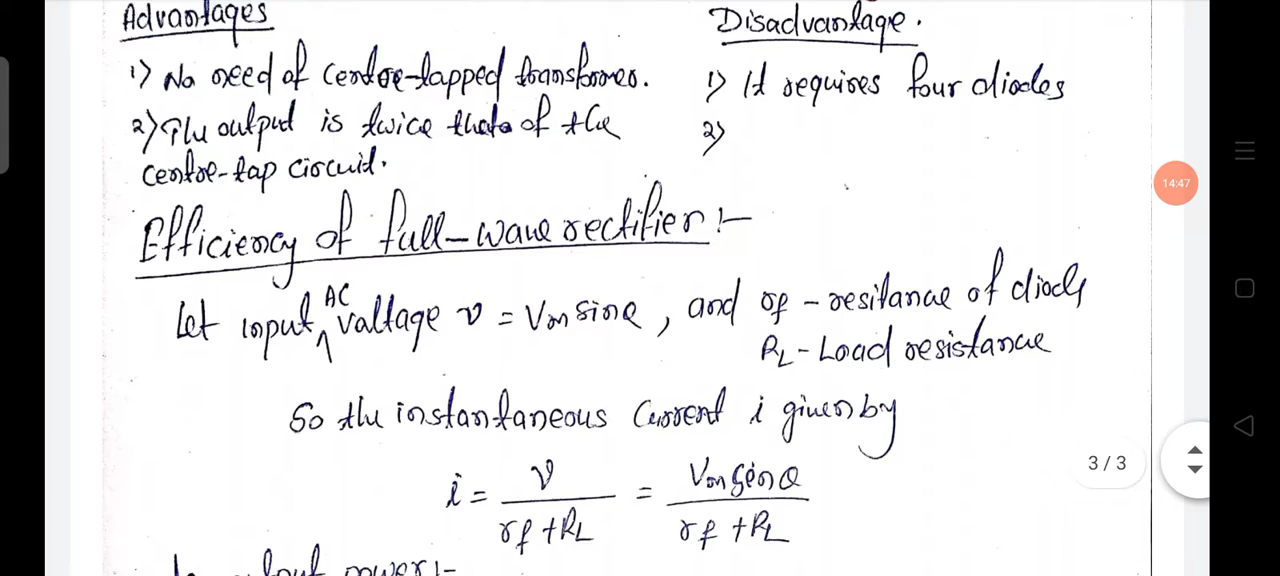 Advantages
Disadvantage.
1) No need of centre-tapped transformer.
1) It requires four diodes
2) The output is twice that of the
2)
centre-tap circuit.
14:47
Efficiency of full-wave rectifier :-
Let input AC voltage v = Vm sinθ, and rf - resitance of diode
RL - Load resistance
So the instantaneous current i given by
3/3
i = v / rf + RL = Vm sinθ / rf + RL
output power :-